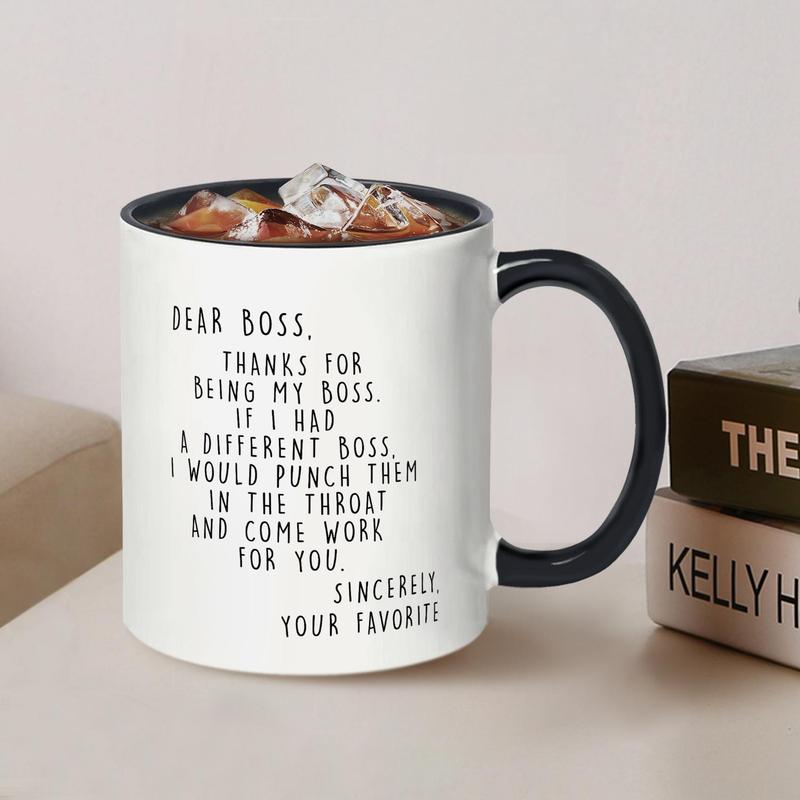 DEAR BOSS,
THANKS FOR
BEING MY BOSS.
IF I HAD
A DIFFERENT BOSS,
I WOULD PUNCH THEM
IN THE THROAT
AND COME WORK
FOR YOU.
SINCERELY,
YOUR FAVORITE
THE
KELLY H